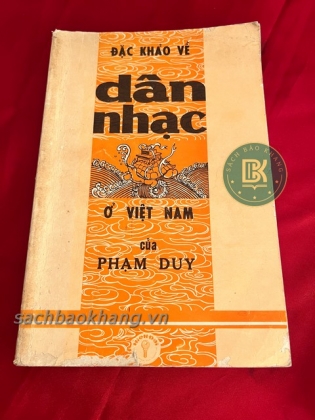 ĐẶC KHẢO VỀ
dân
nhạc
Ở VIỆT NAM
của
PHẠM DUY
SÁCH BẢO KHANG
BK
sachbaokhang.vn